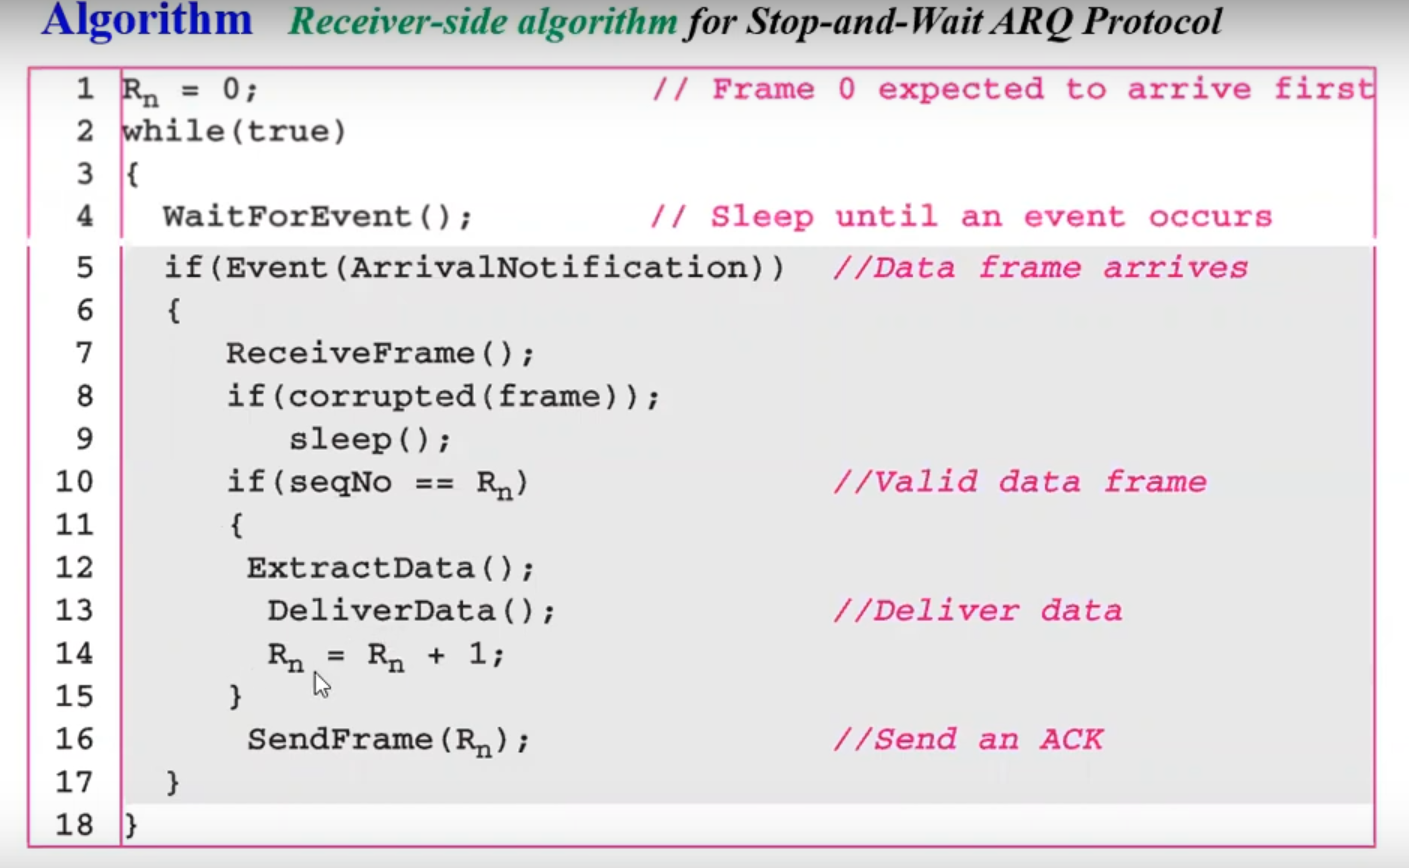 Algorithm Receiver-side algorithm for Stop-and-Wait ARQ Protocol
1 Rn = 0; // Frame 0 expected to arrive first
2 while(true)
3 {
4 WaitForEvent(); // Sleep until an event occurs
5 if(Event(ArrivalNotification)) //Data frame arrives
6 {
7 ReceiveFrame();
8 if(corrupted(frame));
9 sleep();
10 if(seqNo == Rn) //Valid data frame
11 {
12 ExtractData();
13 DeliverData(); //Deliver data
14 Rn = Rn + 1;
15 }
16 SendFrame(Rn); //Send an ACK
17 }
18 }